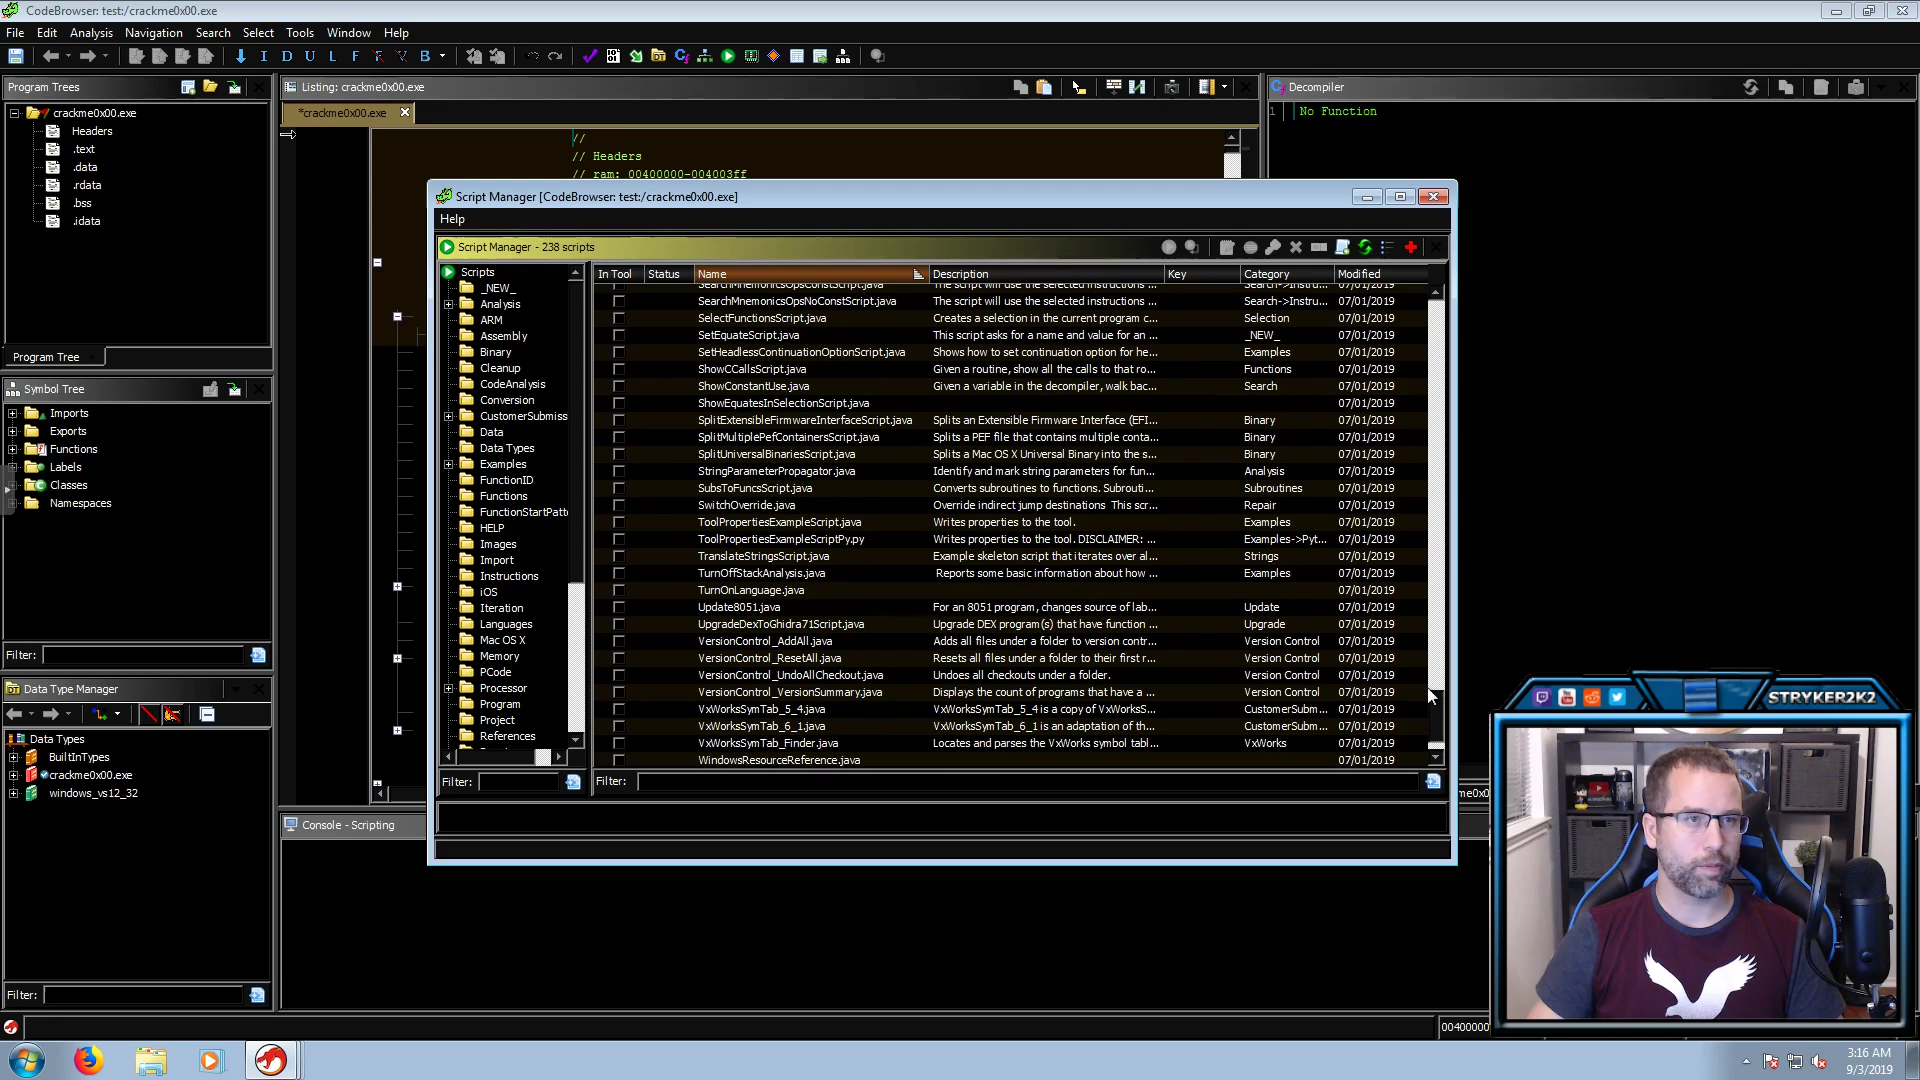 CodeBrowser: test:/crackme0x00.exe
File Edit Analysis Navigation Search Select Tools Window Help
I D U L F B
Program Trees
crackme0x00.exe
Headers
.text
.data
.rdata
.bss
.idata
Program Tree
Symbol Tree
Imports
Exports
Functions
Labels
Classes
Namespaces
Filter:
Data Type Manager
Data Types
BuiltInTypes
crackme0x00.exe
windows_vs12_32
Filter:
Listing: crackme0x00.exe
*crackme0x00.exe
//
// Headers
// ram: 00400000-004003ff
Decompiler
1 No Function
Script Manager [CodeBrowser: test:/crackme0x00.exe]
Help
Script Manager - 238 scripts
Scripts
_NEW_
Analysis
ARM
Assembly
Binary
Cleanup
CodeAnalysis
Conversion
CustomerSubmiss
Data
Data Types
Examples
FunctionID
Functions
FunctionStartPatt
HELP
Images
Import
Instructions
iOS
Iteration
Languages
Mac OS X
Memory
PCode
Processor
Program
Project
References
Filter:
In Tool Status Name Description Key Category Modified
SearchMnemonicsOpsConstScript.java The script will use the selected instructions ... Search->Instru... 07/01/2019
SearchMnemonicsOpsNoConstScript.java The script will use the selected instructions ... Search->Instru... 07/01/2019
SelectFunctionsScript.java Creates a selection in the current program c... Selection 07/01/2019
SetEquateScript.java This script asks for a name and value for an ... _NEW_ 07/01/2019
SetHeadlessContinuationOptionScript.java Shows how to set continuation option for he... Examples 07/01/2019
ShowCCallsScript.java Given a routine, show all the calls to that ro... Functions 07/01/2019
ShowConstantUse.java Given a variable in the decompiler, walk bac... Search 07/01/2019
ShowEquatesInSelectionScript.java 07/01/2019
SplitExtensibleFirmwareInterfaceScript.java Splits an Extensible Firmware Interface (EFI... Binary 07/01/2019
SplitMultiplePefContainersScript.java Splits a PEF file that contains multiple conta... Binary 07/01/2019
SplitUniversalBinariesScript.java Splits a Mac OS X Universal Binary into the s... Binary 07/01/2019
StringParameterPropagator.java Identify and mark string parameters for fun... Analysis 07/01/2019
SubsToFuncsScript.java Converts subroutines to functions. Subrouti... Subroutines 07/01/2019
SwitchOverride.java Override indirect jump destinations This scr... Repair 07/01/2019
ToolPropertiesExampleScript.java Writes properties to the tool. Examples 07/01/2019
ToolPropertiesExampleScriptPy.py Writes properties to the tool. DISCLAIMER: ... Examples->Pyt... 07/01/2019
TranslateStringsScript.java Example skeleton script that iterates over al... Strings 07/01/2019
TurnOffStackAnalysis.java Reports some basic information about how ... Examples 07/01/2019
TurnOnLanguage.java 07/01/2019
Update8051.java For an 8051 program, changes source of lab... Update 07/01/2019
UpgradeDexToGhidra71Script.java Upgrade DEX program(s) that have function ... Upgrade 07/01/2019
VersionControl_AddAll.java Adds all files under a folder to version contr... Version Control 07/01/2019
VersionControl_ResetAll.java Resets all files under a folder to their first r... Version Control 07/01/2019
VersionControl_UndoAllCheckout.java Undoes all checkouts under a folder. Version Control 07/01/2019
VersionControl_VersionSummary.java Displays the count of programs that have a ... Version Control 07/01/2019
VxWorksSymTab_5_4.java VxWorksSymTab_5_4 is a copy of VxWorksS... CustomerSubm... 07/01/2019
VxWorksSymTab_6_1.java VxWorksSymTab_6_1 is an adaptation of th... CustomerSubm... 07/01/2019
VxWorksSymTab_Finder.java Locates and parses the VxWorks symbol tabl... VxWorks 07/01/2019
WindowsResourceReference.java 07/01/2019
Filter:
me0x0
Console - Scripting
00400000
STRYKER2K2
3:16 AM
9/3/2019